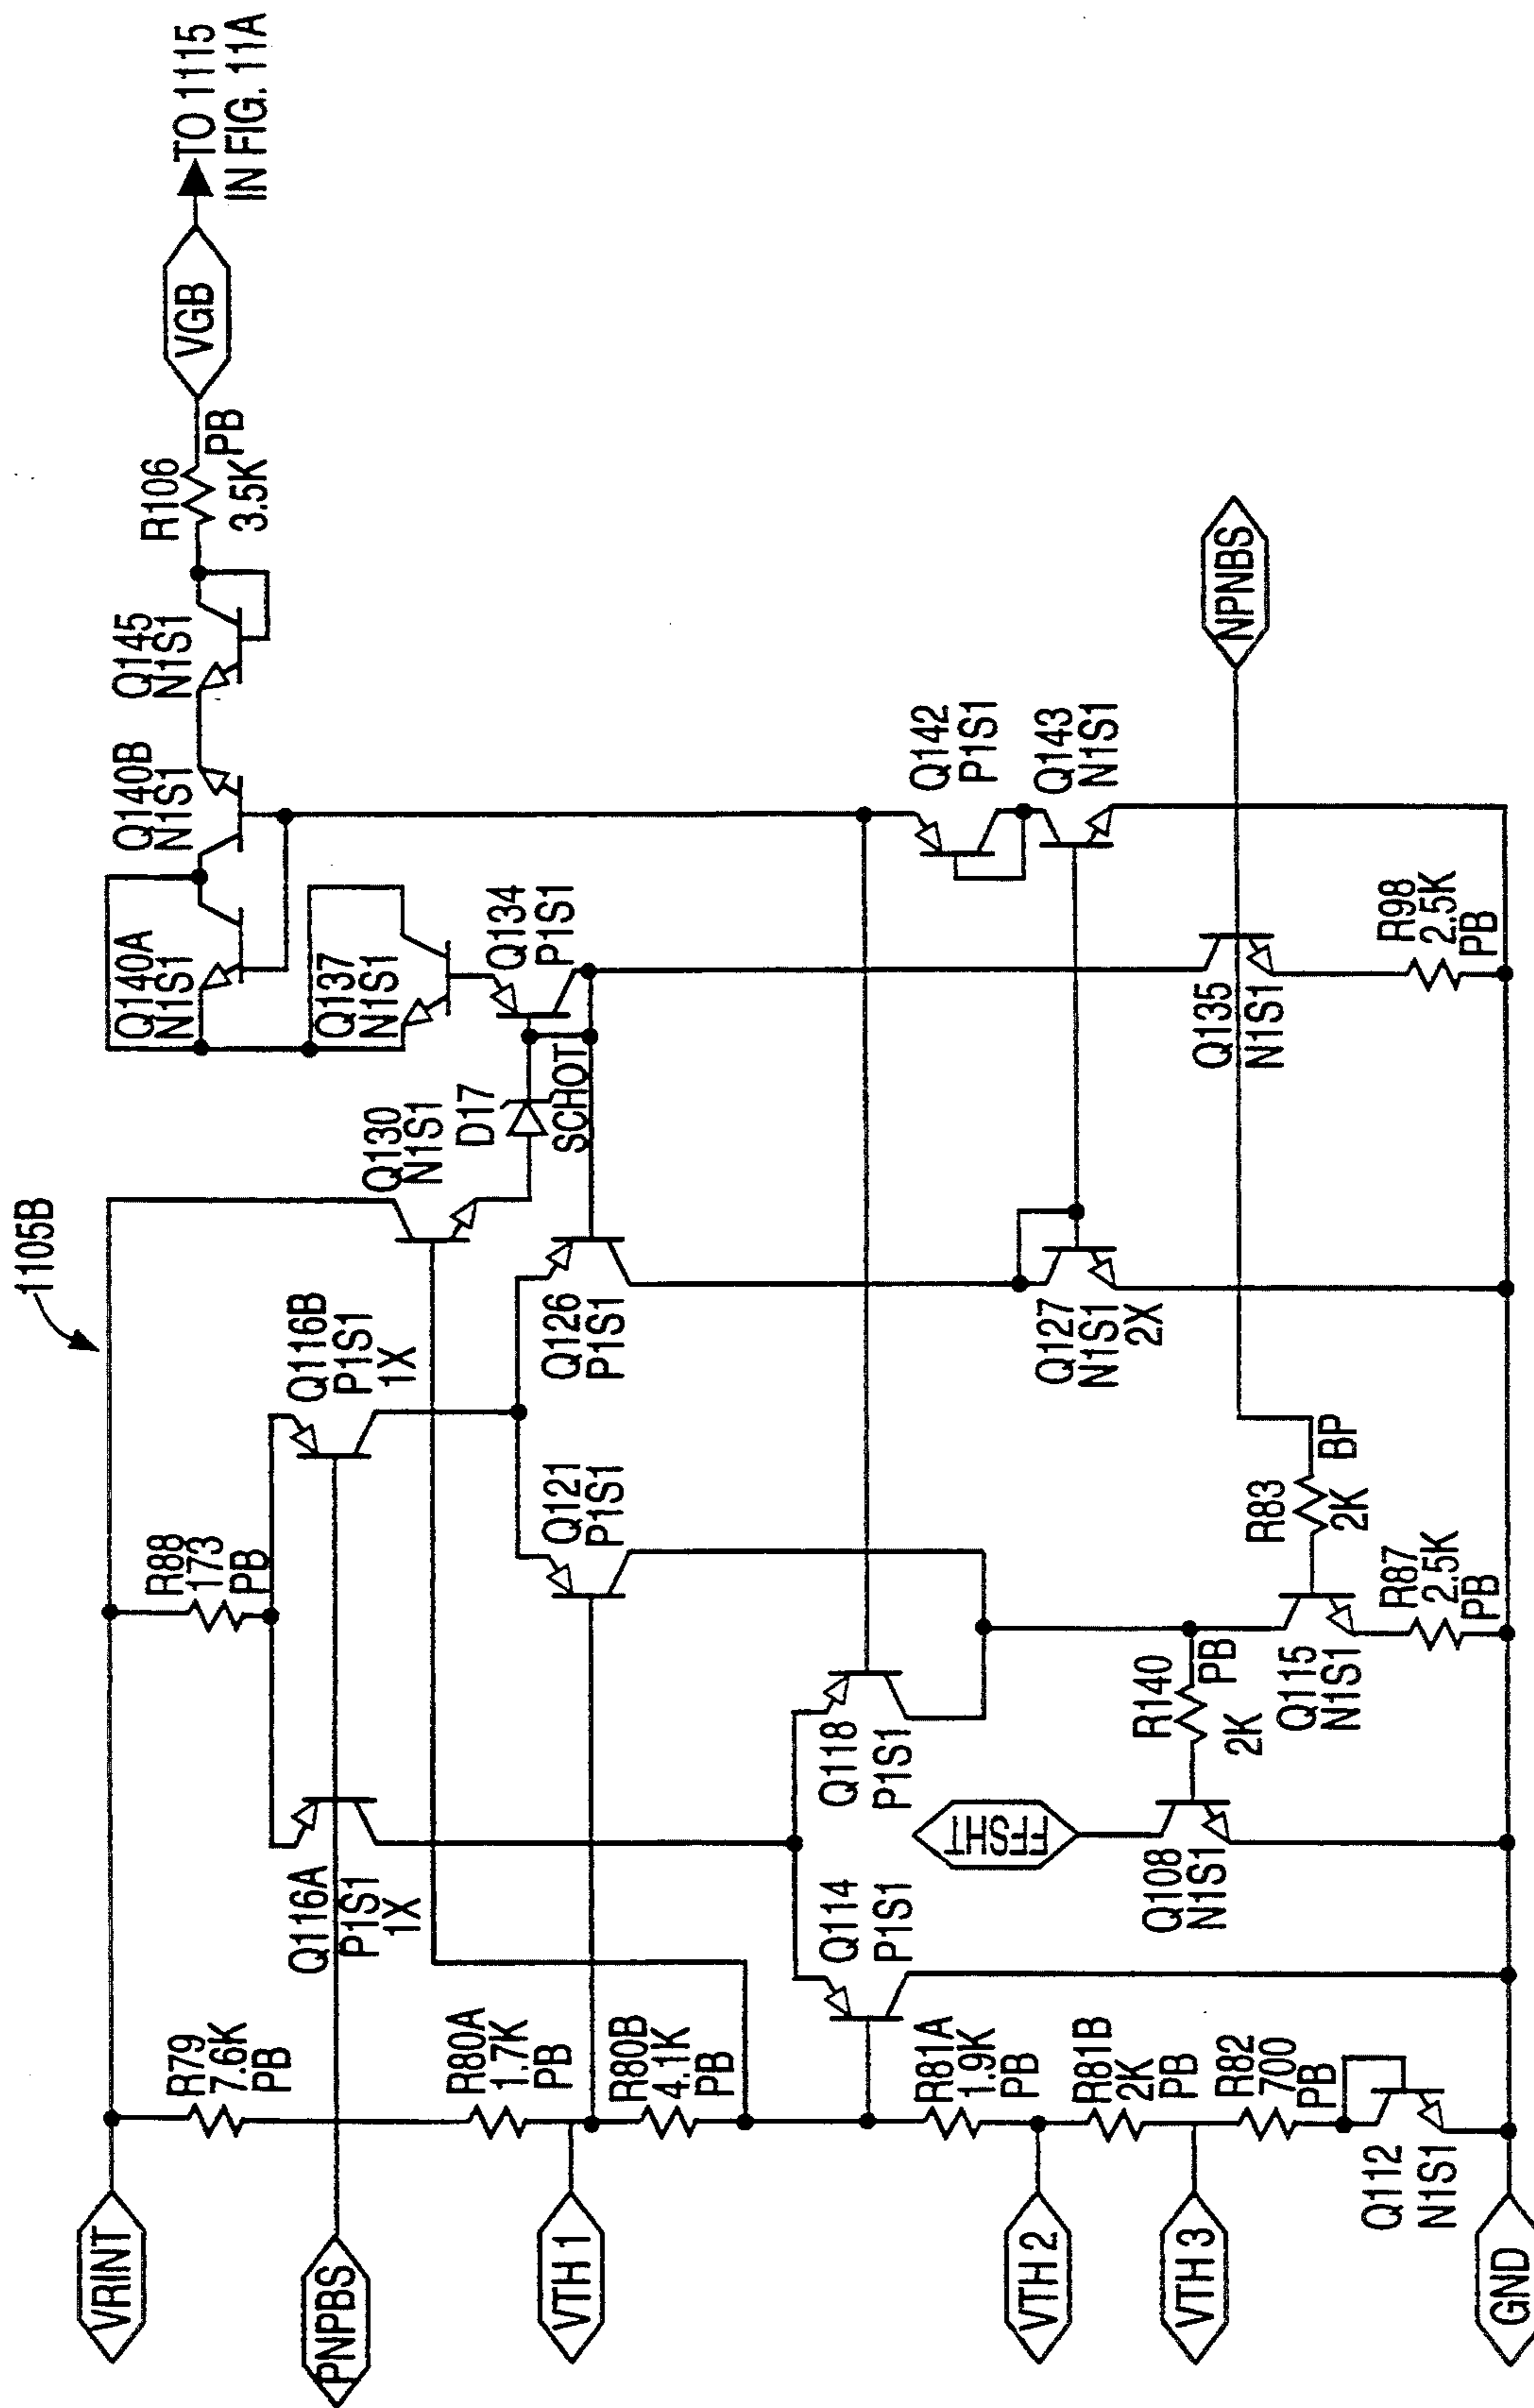 1105B
VRINT
PNPBS
VTH 1
VTH 2
VTH 3
GND
R79
7.6K
PB
R80A
1.7K
PB
R80B
4.1K
PB
R81A
1.9K
PB
R81B
2K
PB
R82
700
PB
Q112
N1S1
R88
173
PB
Q116A
P1S1
1X
Q116B
P1S1
1X
Q114
P1S1
Q118
P1S1
Q121
P1S1
Q126
P1S1
FFSHT
Q108
N1S1
R140
PB
2K
Q115
N1S1
R83
BP
2K
R87
2.5K
PB
Q127
N1S1
2X
Q130
N1S1
D17
SCHOT
Q134
P1S1
Q137
N1S1
Q140A
N1S1
Q140B
N1S1
Q145
N1S1
R106
PB
3.5K
VGB
TO 1115
IN FIG. 11A
Q142
P1S1
Q143
N1S1
Q135
N1S1
R98
2.5K
PB
NPNBS